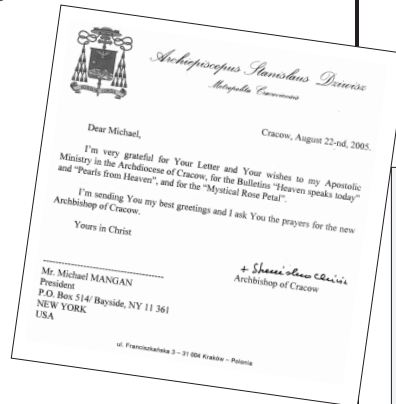 Archiepiscopus Stanislaus Dziwisz
Metropolita Cracoviensis
Cracow, August 22-nd, 2005.
Dear Michael,
I'm very grateful for Your Letter and Your wishes to my Apostolic
Ministry in the Archdiocese of Cracow, for the Bulletins "Heaven speaks today"
and "Pearls from Heaven", and for the "Mystical Rose Petal".
I'm sending You my best greetings and I ask You the prayers for the new
Archbishop of Cracow.
Yours in Christ
Archbishop of Cracow
Mr. Michael MANGAN
President
P.O. Box 514/ Bayside, NY 11 361
NEW YORK
USA
ul. Franciszkańska 3 – 31 004 Kraków – Polonia